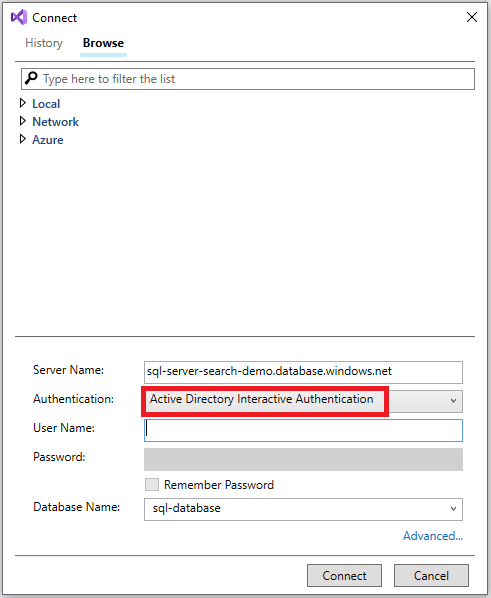 Connect
History Browse
Type here to filter the list
Local
Network
Azure
Server Name: sql-server-search-demo.database.windows.net
Authentication: Active Directory Interactive Authentication
User Name:
Password:
Remember Password
Database Name: sql-database
Advanced...
Connect Cancel